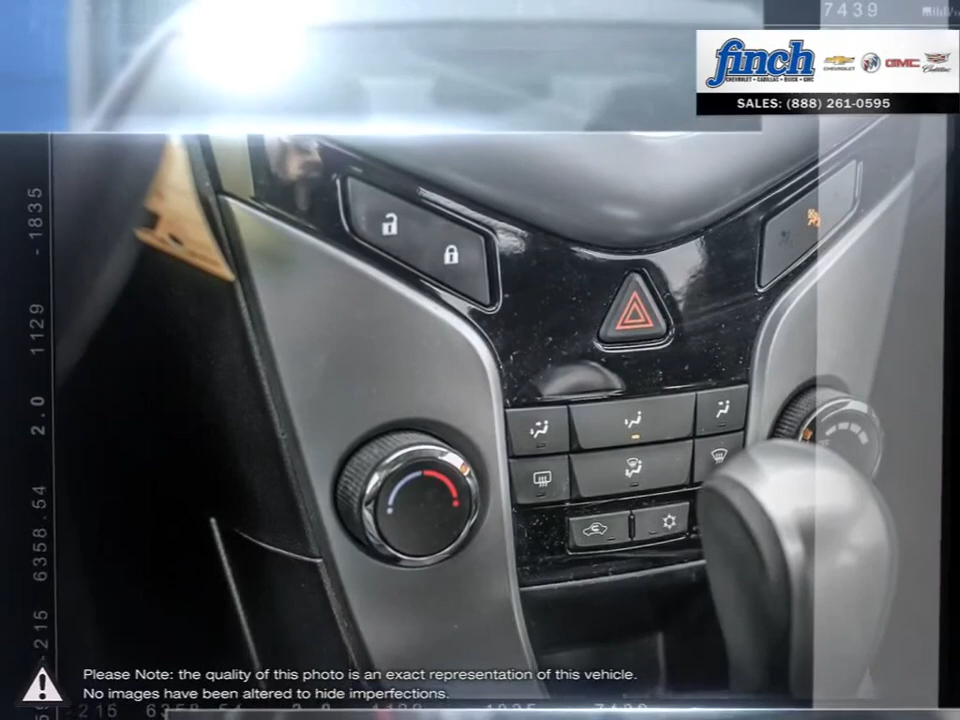 7439
finch
CHEVROLET • CADILLAC • BUICK • GMC
CHEVROLET
GMC
Cadillac
SALES: (888) 261-0595
-1835
1129
2.0
6358.54
215
Please Note: the quality of this photo is an exact representation of this vehicle.
No images have been altered to hide imperfections.